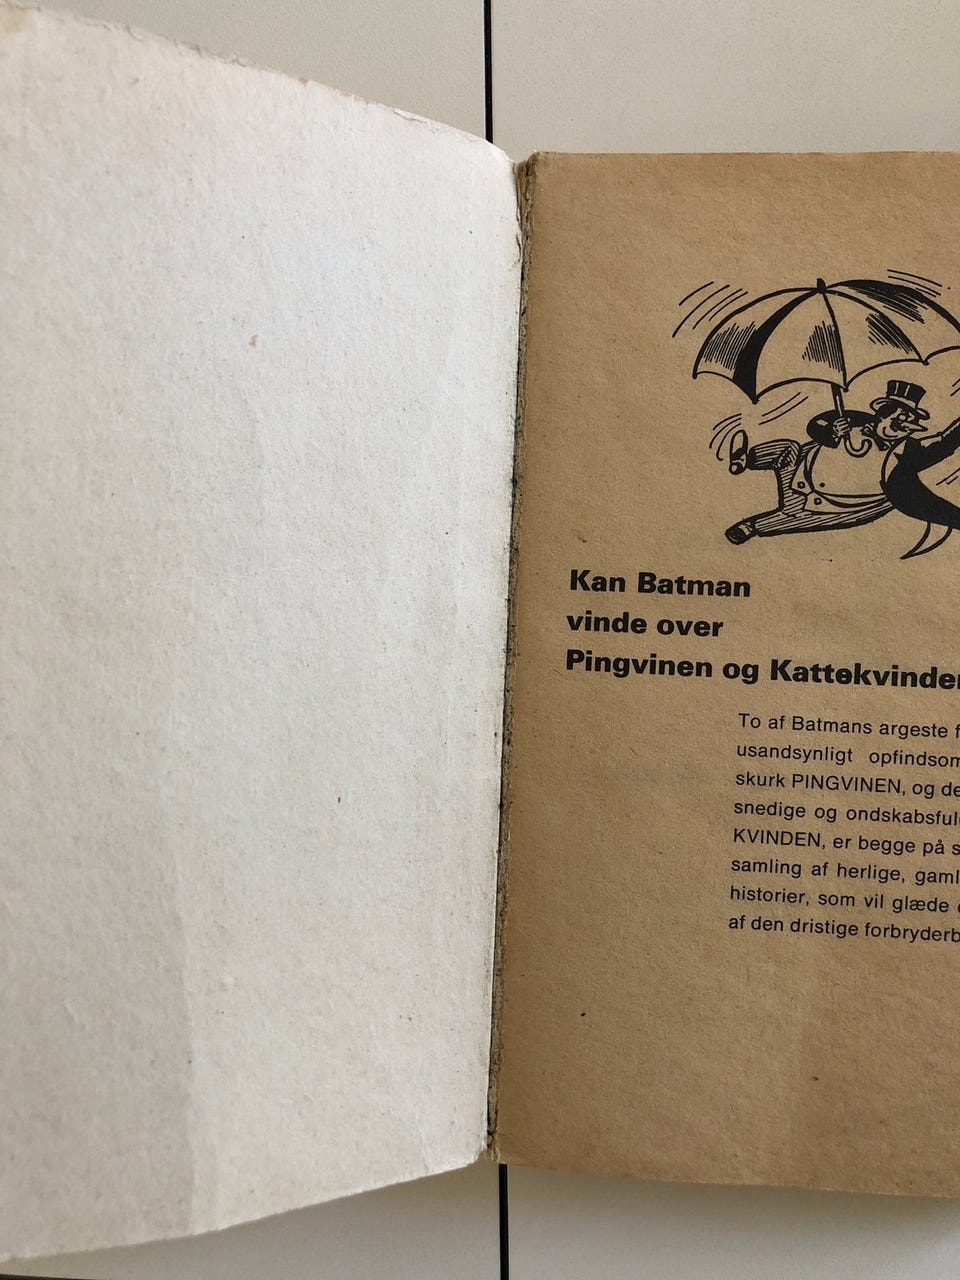 Kan Batman
vinde over
Pingvinen og Kattekvinden
To af Batmans argeste
usandsynligt opfindsom
skurk PINGVINEN, og
snedige og ondskabsful
KVINDEN, er begge på
samling af herlige, gaml
historier, som vil glæde
af den dristige forbryderb